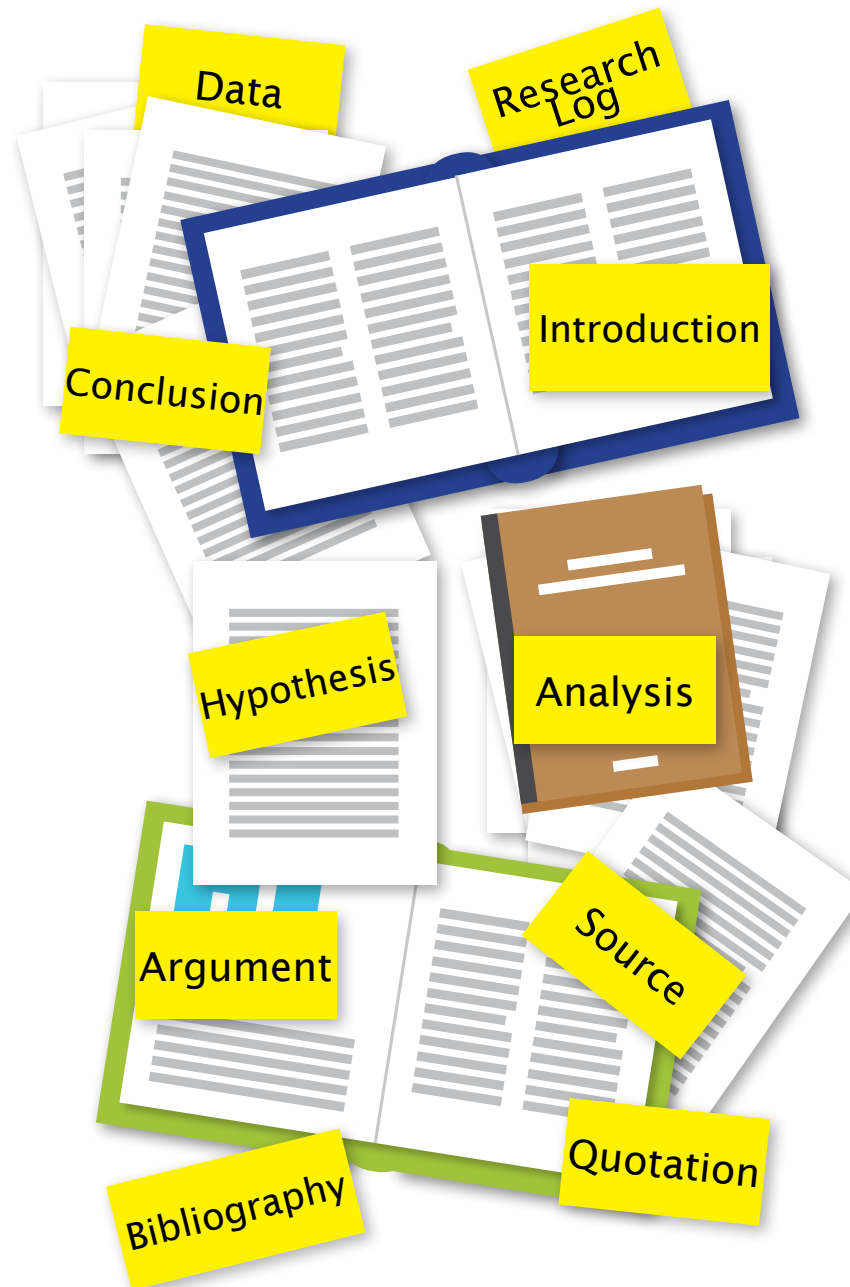 Data
Research
Log
Introduction
Conclusion
Hypothesis
Analysis
Argument
Source
Quotation
Bibliography